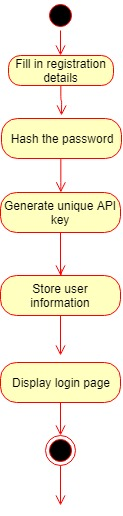 Fill in registration
details
Hash the password
Generate unique API
key
Store user
information
Display login page